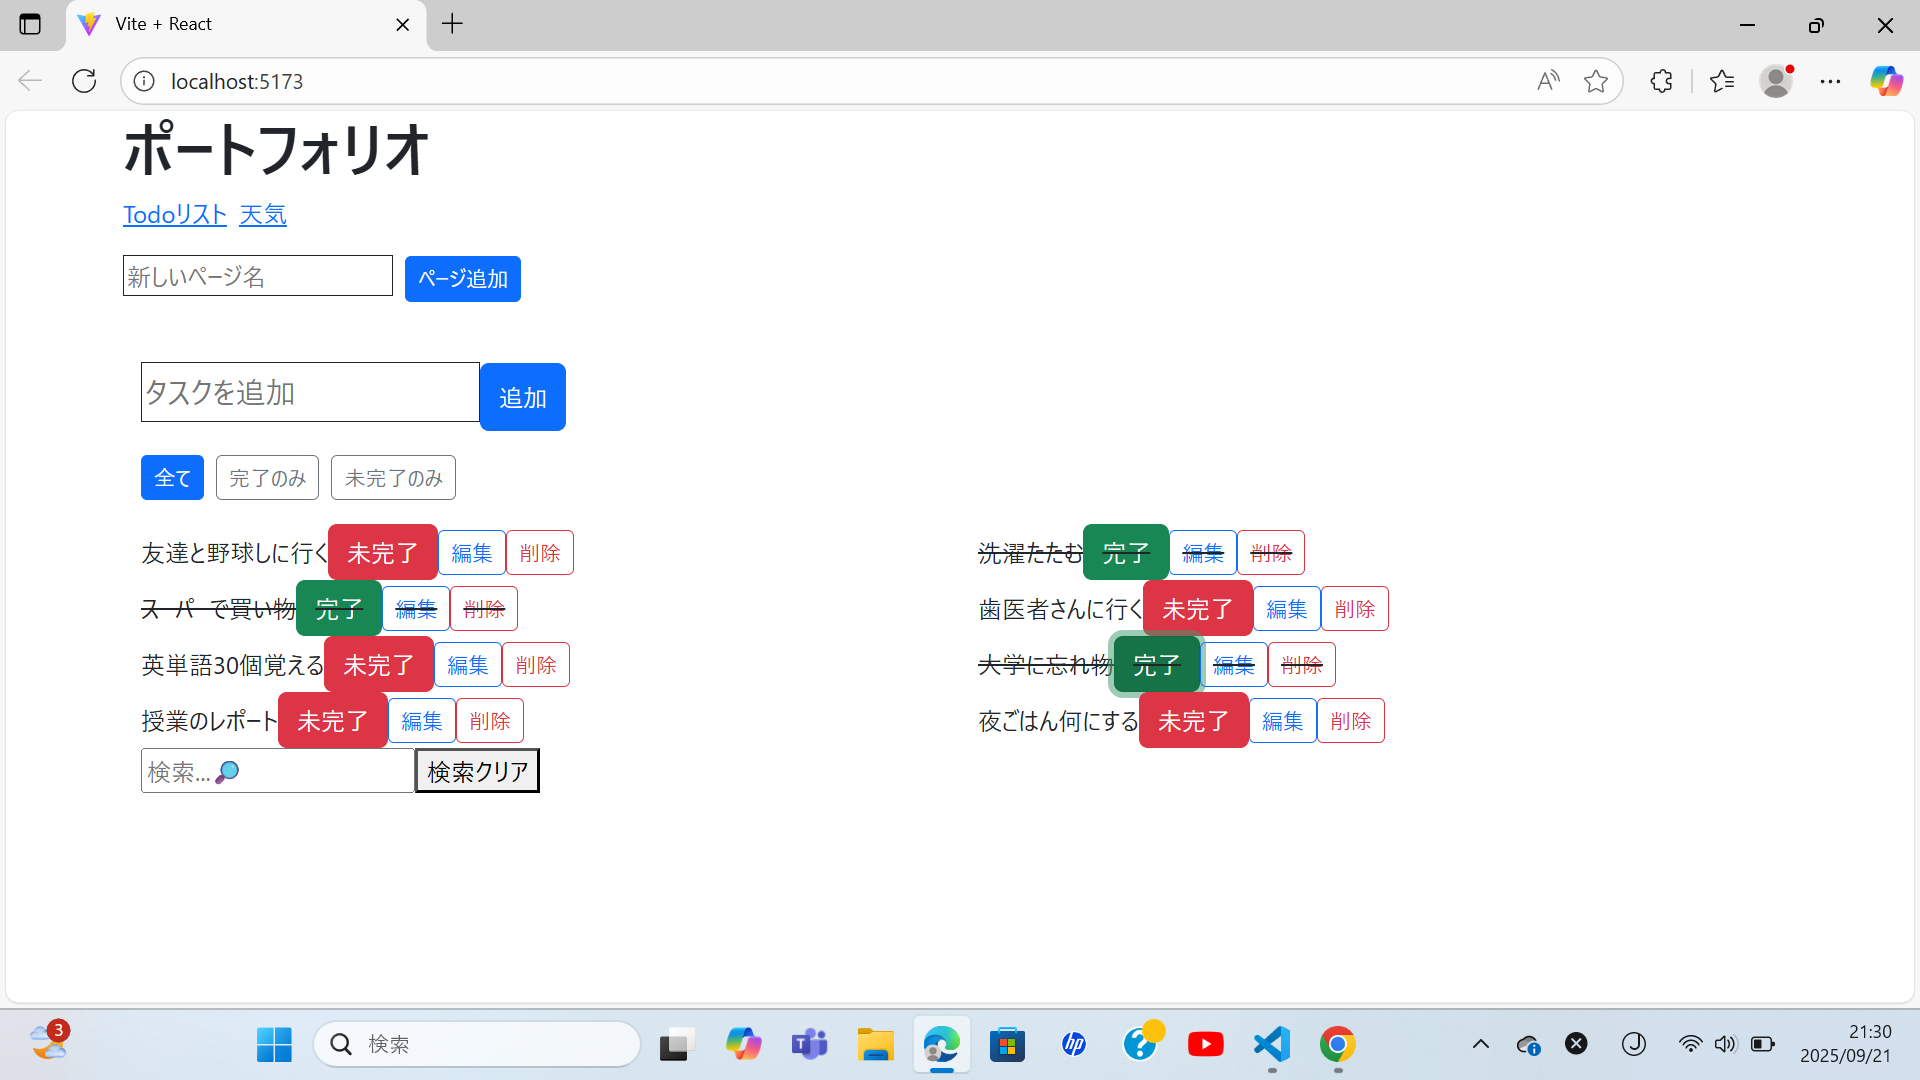 Vite + React
localhost:5173
ポートフォリオ
Todoリスト 天気
新しいページ名 ページ追加
タスクを追加 追加
全て 完了のみ 未完了のみ
友達と野球しに行く 未完了 編集 削除
洗濯たたむ 完了 編集 削除
スーパーで買い物 完了 編集 削除
歯医者さんに行く 未完了 編集 削除
英単語30個覚える 未完了 編集 削除
大学に忘れ物 完了 編集 削除
授業のレポート 未完了 編集 削除
夜ごはん何にする 未完了 編集 削除
検索...🔎 検索クリア
3
検索
21:30
2025/09/21